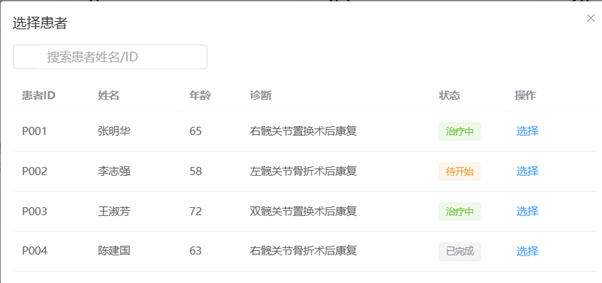 选择患者
搜索患者姓名/ID
患者ID 姓名 年龄 诊断 状态 操作
P001 张明华 65 右髋关节置换术后康复 治疗中 选择
P002 李志强 58 左髋关节骨折术后康复 待开始 选择
P003 王淑芳 72 双髋关节置换术后康复 治疗中 选择
P004 陈建国 63 右髋关节骨折术后康复 已完成 选择